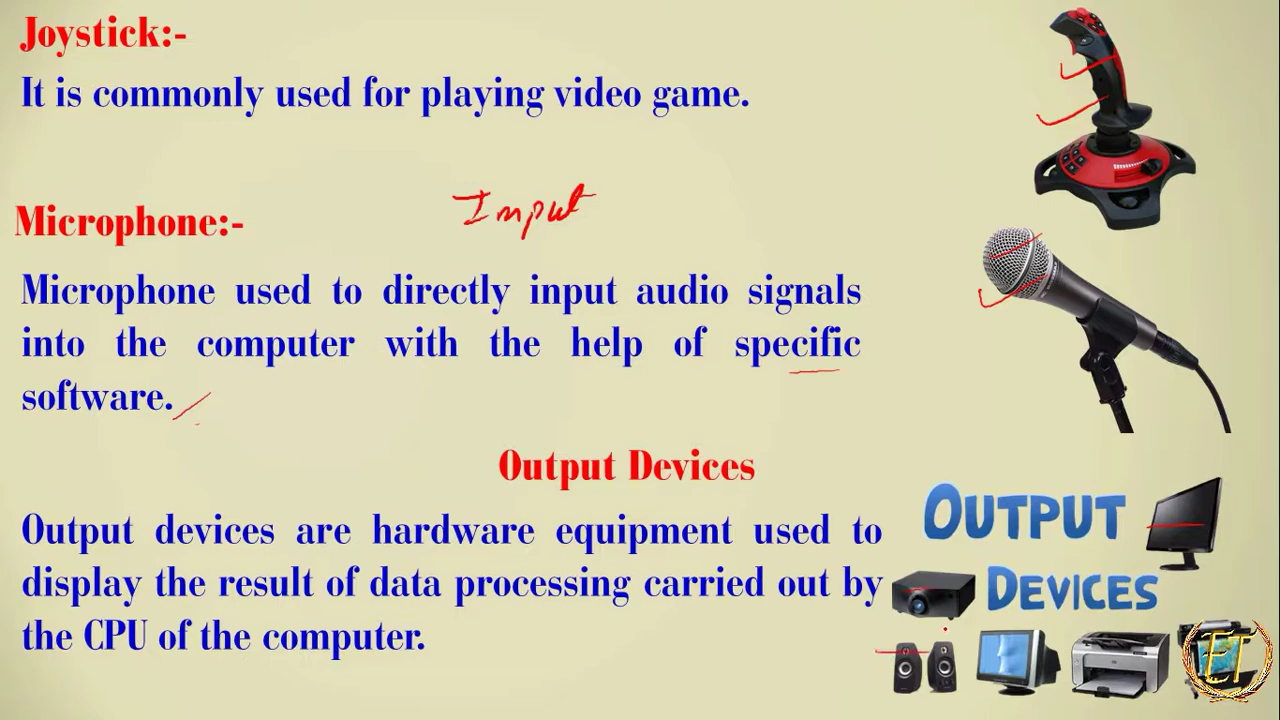 Joystick:-
It is commonly used for playing video game.
Input
Microphone:-
Microphone used to directly input audio signals
into the computer with the help of specific
software.
Output Devices
Output devices are hardware equipment used to
display the result of data processing carried out by
the CPU of the computer.
OUTPUT
DEVICES
ET